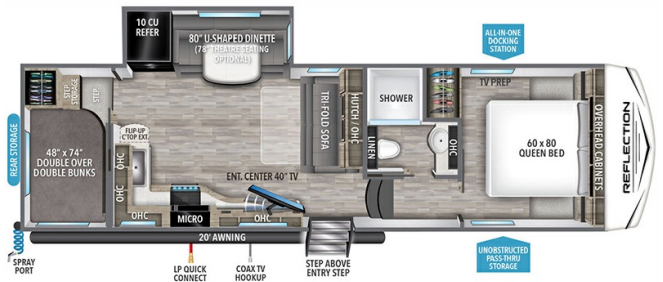 10 CU
REFER
80" U-SHAPED DINETTE
(78" THEATRE SEATING
OPTIONAL)
ALL-IN-ONE
DOCKING
STATION
STEP
STORAGE
STEP
REAR STORAGE
48" x 74"
DOUBLE OVER
DOUBLE BUNKS
FLIP-UP
C'TOP EXT.
OHC
OHC
OHC
MICRO
OHC
ENT. CENTER 40" TV
TRI-FOLD SOFA
HUTCH / OHC
SHOWER
LINEN
OHC
TV PREP
60 x 80
QUEEN BED
OVERHEAD CABINETS
REFLECTION
20' AWNING
SPRAY
PORT
LP QUICK
CONNECT
COAX TV
HOOKUP
STEP ABOVE
ENTRY STEP
UNOBSTRUCTED
PASS-THRU
STORAGE